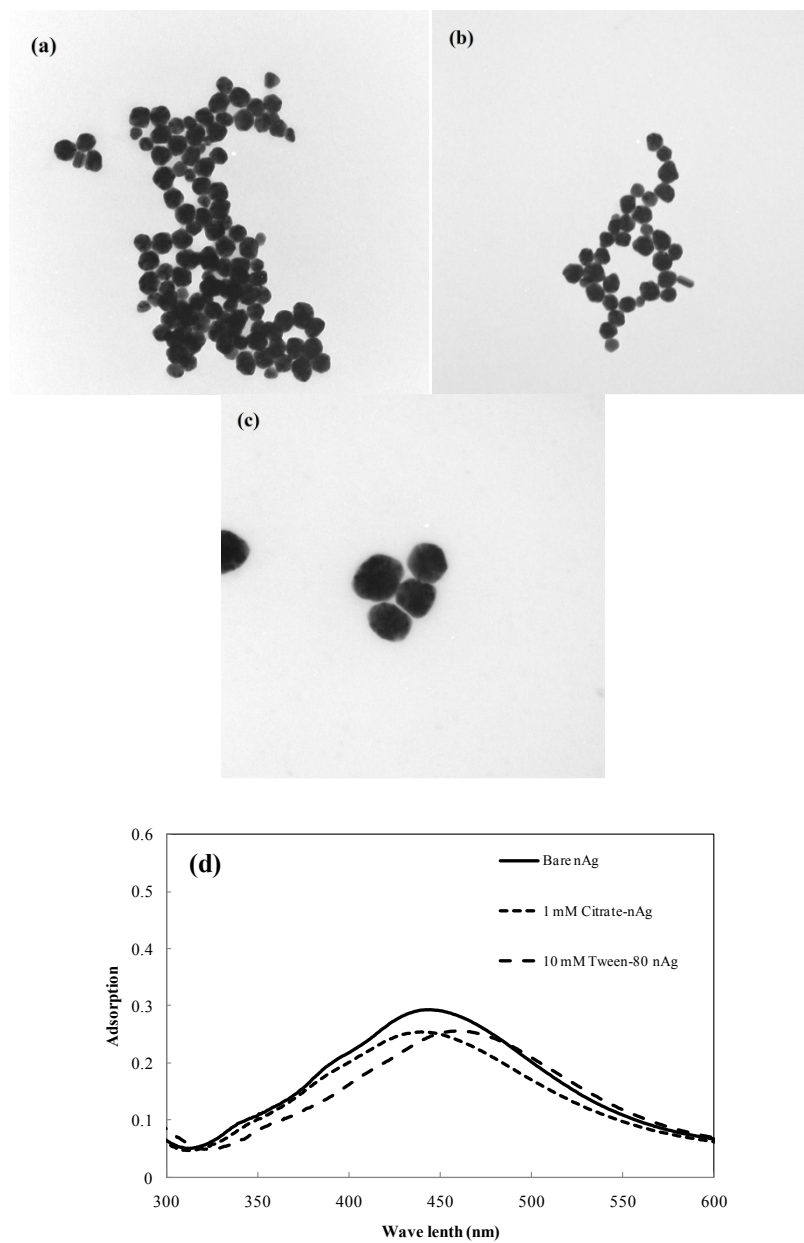 (a)
(b)
(c)
(d)
0.6
0.5
0.4
0.3
0.2
0.1
0
Adsorption
Bare nAg
1 mM Citrate-nAg
10 mM Tween-80 nAg
300 350 400 450 500 550 600
Wave lenth (nm)